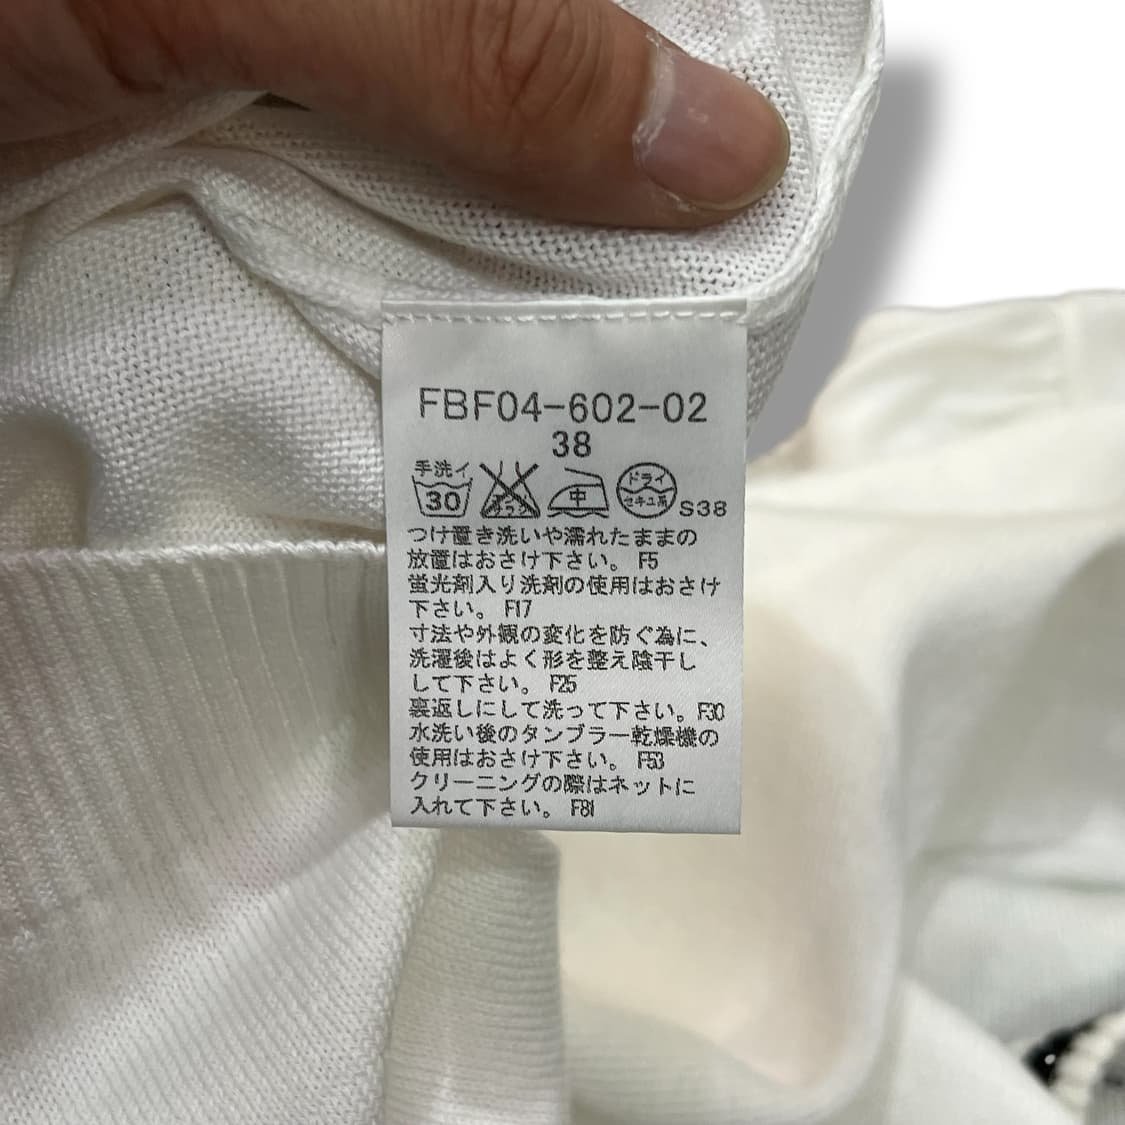 FBF04-602-02
38
手洗イ
30
エンソサラシ
中
ドライ
セキユ系
S38
つけ置き洗いや濡れたままの
放置はおさけ下さい。 F5
蛍光剤入り洗剤の使用はおさけ
下さい。 F17
寸法や外観の変化を防ぐ為に、
洗濯後はよく形を整え陰干し
して下さい。 F25
裏返しにして洗って下さい。F30
水洗い後のタンブラー乾燥機の
使用はおさけ下さい。 F53
クリーニングの際はネットに
入れて下さい。 F81